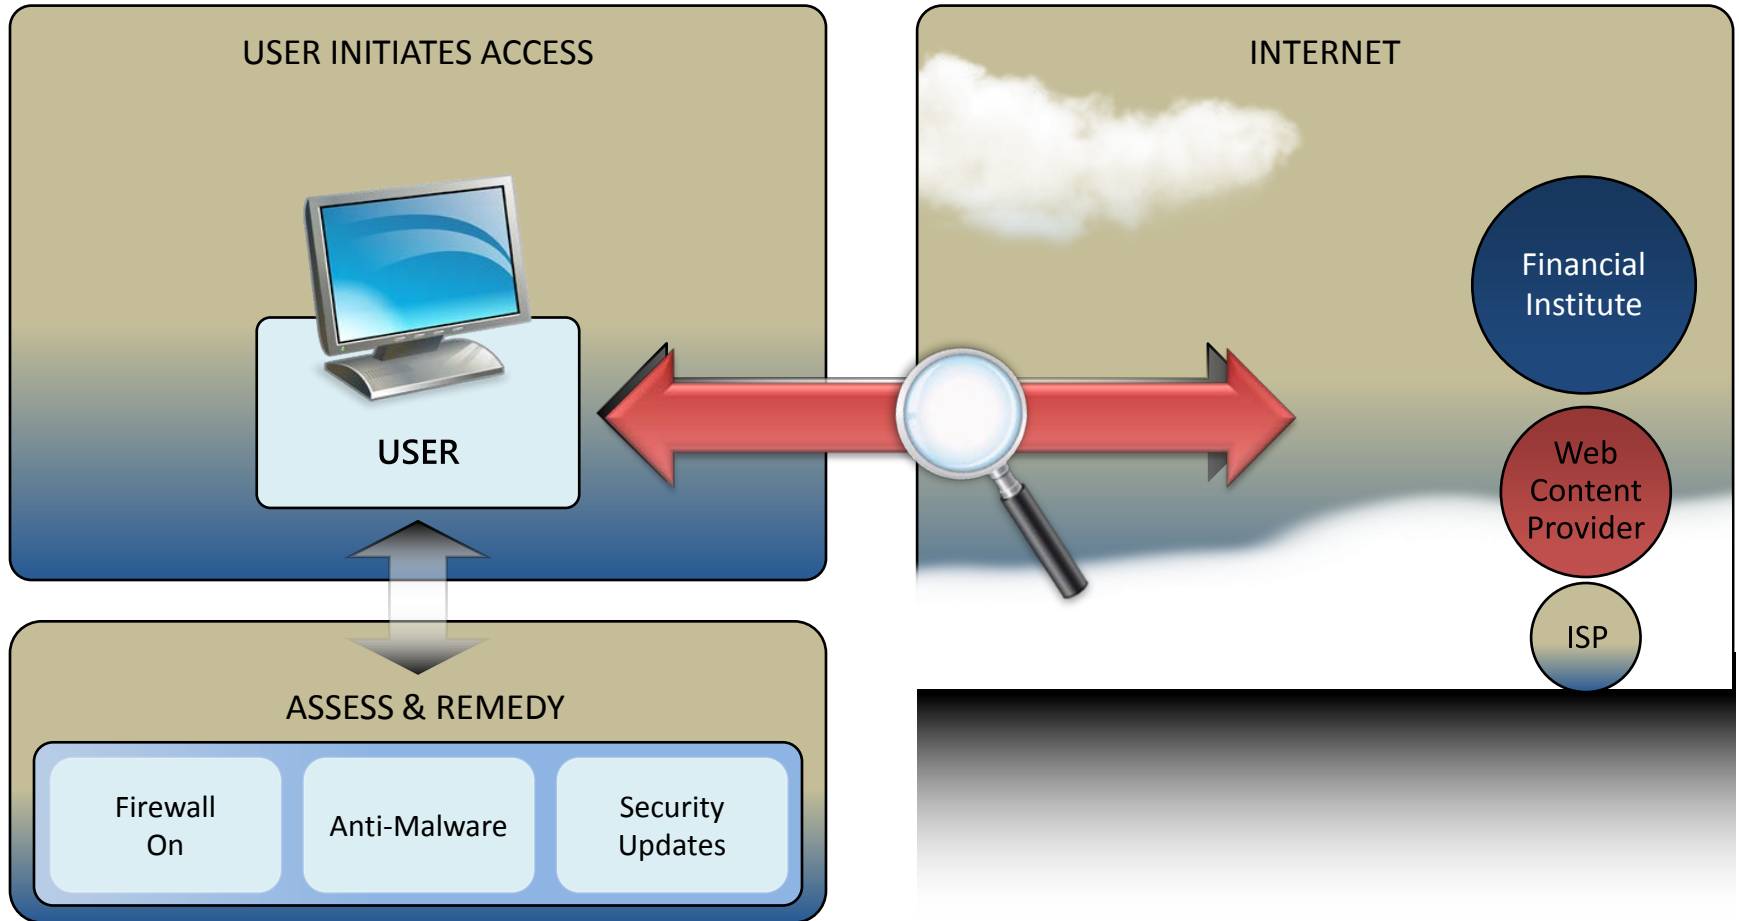 USER INITIATES ACCESS
USER
ASSESS & REMEDY
Firewall
On
Anti-Malware
Security
Updates
INTERNET
Financial
Institute
Web
Content
Provider
ISP